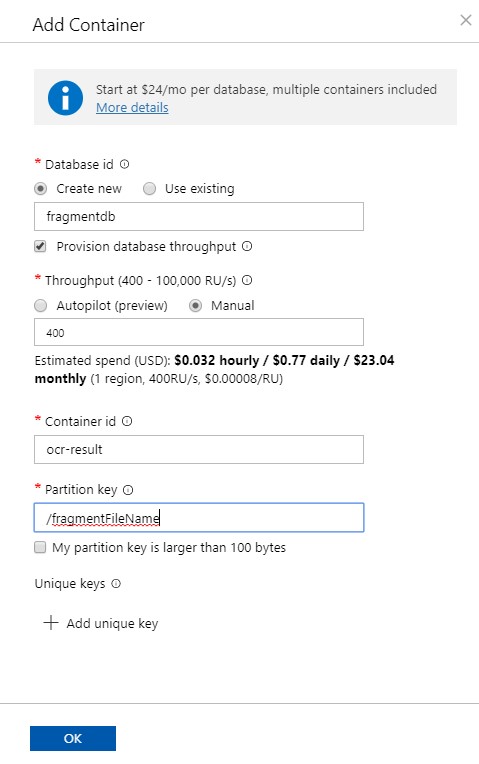 Add Container
Start at $24/mo per database, multiple containers included
More details
* Database id
Create new Use existing
fragmentdb
Provision database throughput
* Throughput (400 - 100,000 RU/s)
Autopilot (preview) Manual
400
Estimated spend (USD): $0.032 hourly / $0.77 daily / $23.04
monthly (1 region, 400RU/s, $0.00008/RU)
* Container id
ocr-result
* Partition key
/fragmentFileName
My partition key is larger than 100 bytes
Unique keys
Add unique key
OK